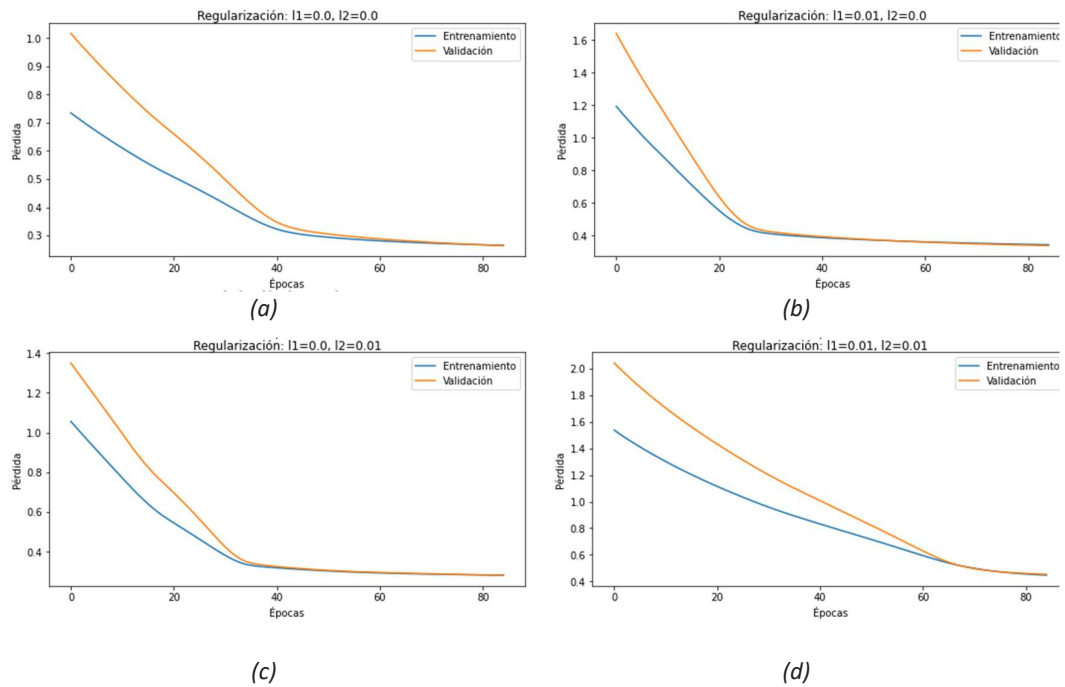 Regularización: l1=0.0, l2=0.0
Entrenamiento
Validación
Pérdida
1.0
0.9
0.8
0.7
0.6
0.5
0.4
0.3
0 20 40 60 80
Épocas
(a)
Regularización: l1=0.01, l2=0.0
Entrenamiento
Validación
Pérdida
1.6
1.4
1.2
1.0
0.8
0.6
0.4
0 20 40 60 80
Épocas
(b)
Regularización: l1=0.0, l2=0.01
Entrenamiento
Validación
Pérdida
1.4
1.2
1.0
0.8
0.6
0.4
0 20 40 60 80
Épocas
(c)
Regularización: l1=0.01, l2=0.01
Entrenamiento
Validación
Pérdida
2.0
1.8
1.6
1.4
1.2
1.0
0.8
0.6
0.4
0 20 40 60 80
Épocas
(d)